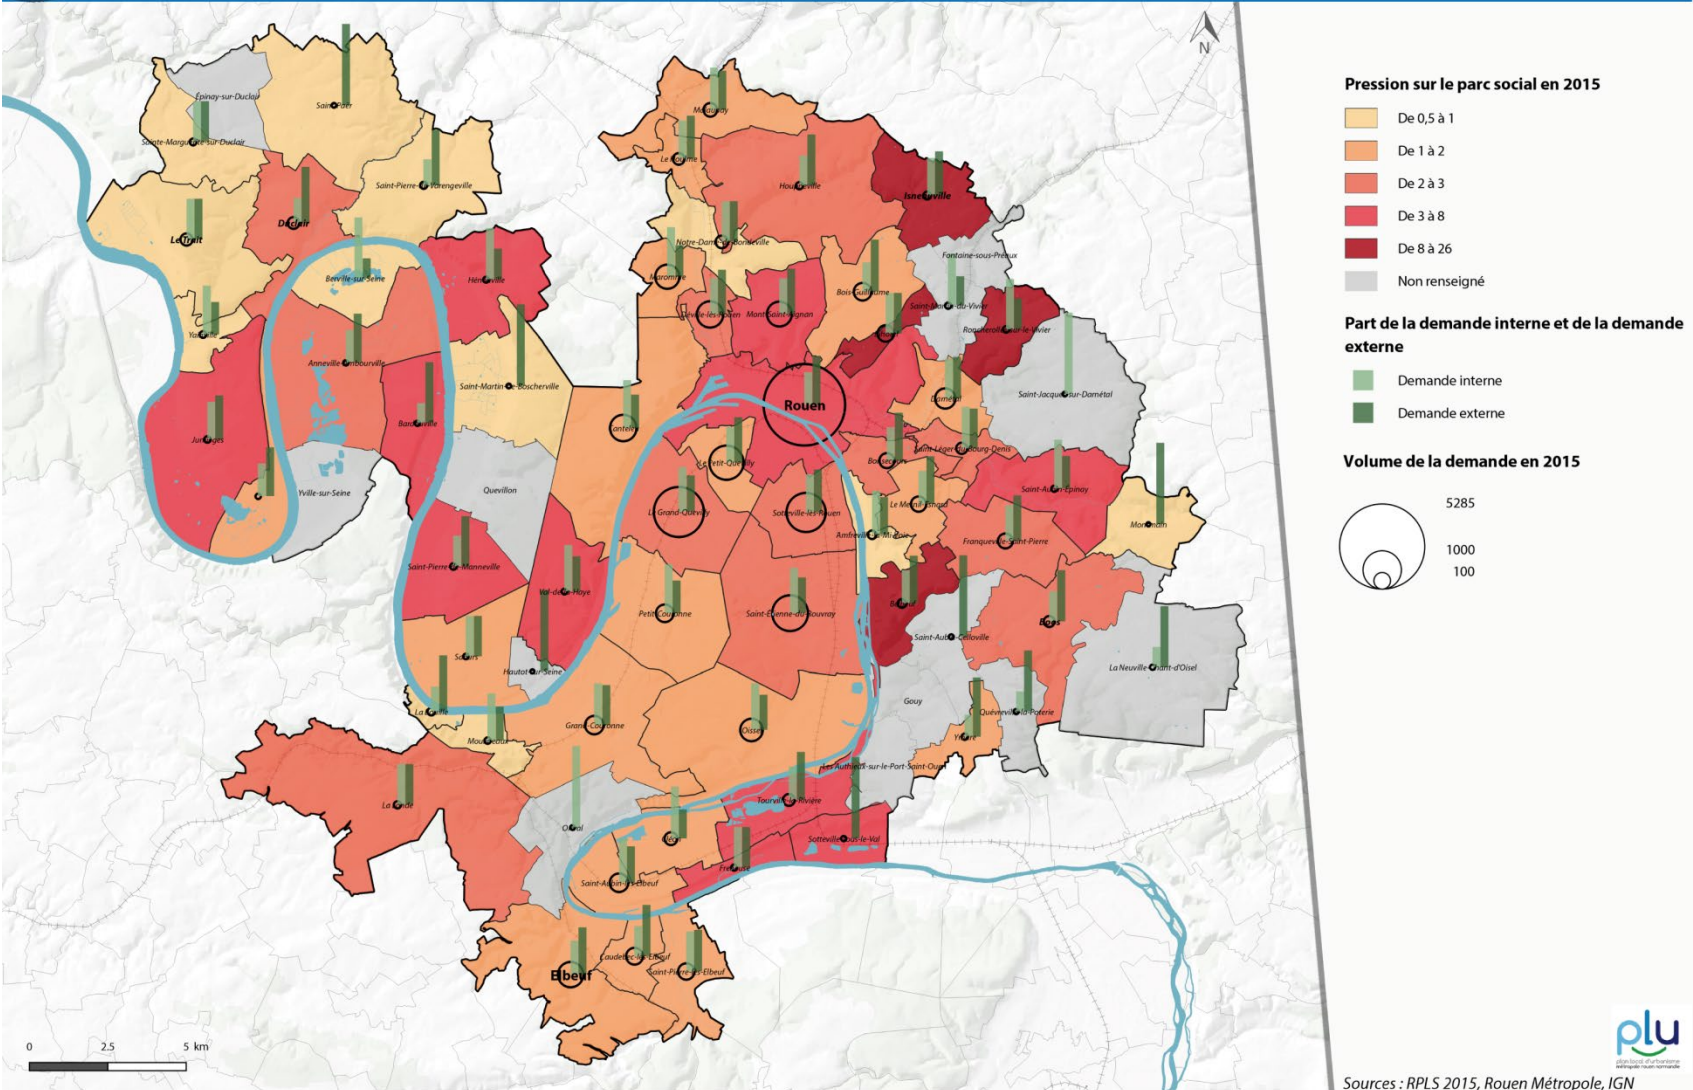 N
Épinay-sur-Duclair
Saint-Paër
Sainte-Marguerite-sur-Duclair
Saint-Pierre-de-Varengeville
Le Trait
Duclair
Berville-sur-Seine
Hénouville
Yainville
Anneville-Ambourville
Saint-Martin-de-Boscherville
Jumièges
Bardouville
Yville-sur-Seine
Quevillon
Saint-Pierre-de-Manneville
Val-de-la-Haye
Sahurs
Hautot-sur-Seine
La Bouille
Moulineaux
Grand-Couronne
La Londe
Orival
Malaunay
Le Houlme
Houppeville
Isneauville
Notre-Dame-de-Bondeville
Fontaine-sous-Préaux
Maromme
Bois-Guillaume
Déville-lès-Rouen
Mont-Saint-Aignan
Saint-Martin-du-Vivier
Roncherolles-sur-le-Vivier
Rouen
Canteleu
Darnétal
Saint-Jacques-sur-Darnétal
Le Petit-Quevilly
Bonsecours
Saint-Léger-du-Bourg-Denis
Le Grand-Quevilly
Sotteville-lès-Rouen
Le Mesnil-Esnard
Saint-Aubin-Epinay
Amfreville-la-Mi-Voie
Franqueville-Saint-Pierre
Montmain
Petit-Couronne
Saint-Etienne-du-Rouvray
Belbeuf
Boos
Saint-Aubin-Celloville
La Neuville-Chant-d'Oisel
Gouy
Quévreville-la-Poterie
Oissel
Ymare
Les Authieux-sur-le-Port-Saint-Ouen
Tourville-la-Rivière
Cléon
Sotteville-sous-le-Val
Freneuse
Saint-Aubin-lès-Elbeuf
Caudebec-lès-Elbeuf
Elbeuf
Saint-Pierre-lès-Elbeuf
0 2.5 5 km
Pression sur le parc social en 2015
De 0,5 à 1
De 1 à 2
De 2 à 3
De 3 à 8
De 8 à 26
Non renseigné
Part de la demande interne et de la demande
externe
Demande interne
Demande externe
Volume de la demande en 2015
5285
1000
100
plu
plan local d'urbanisme
métropole rouen normandie
Sources : RPLS 2015, Rouen Métropole, IGN